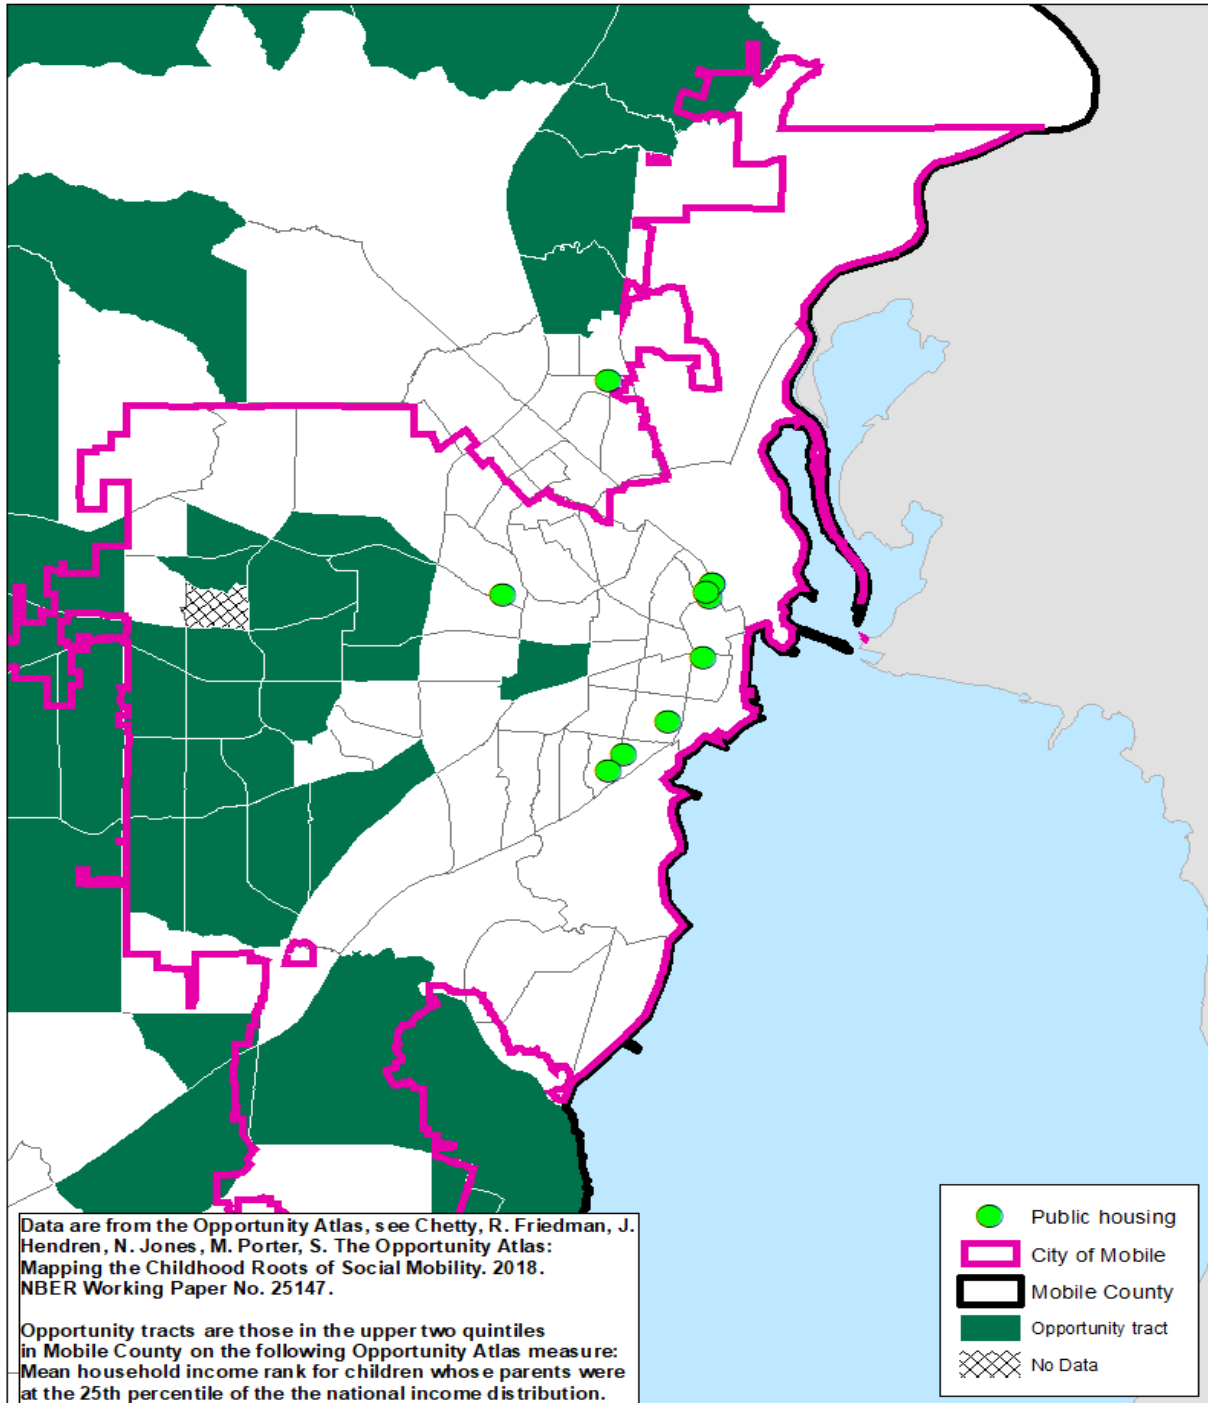 Data are from the Opportunity Atlas, see Chetty, R. Friedman, J.
Hendren, N. Jones, M. Porter, S. The Opportunity Atlas:
Mapping the Childhood Roots of Social Mobility. 2018.
NBER Working Paper No. 25147.
Opportunity tracts are those in the upper two quintiles
in Mobile County on the following Opportunity Atlas measure:
Mean household income rank for children whose parents were
at the 25th percentile of the the national income distribution.
Public housing
City of Mobile
Mobile County
Opportunity tract
No Data